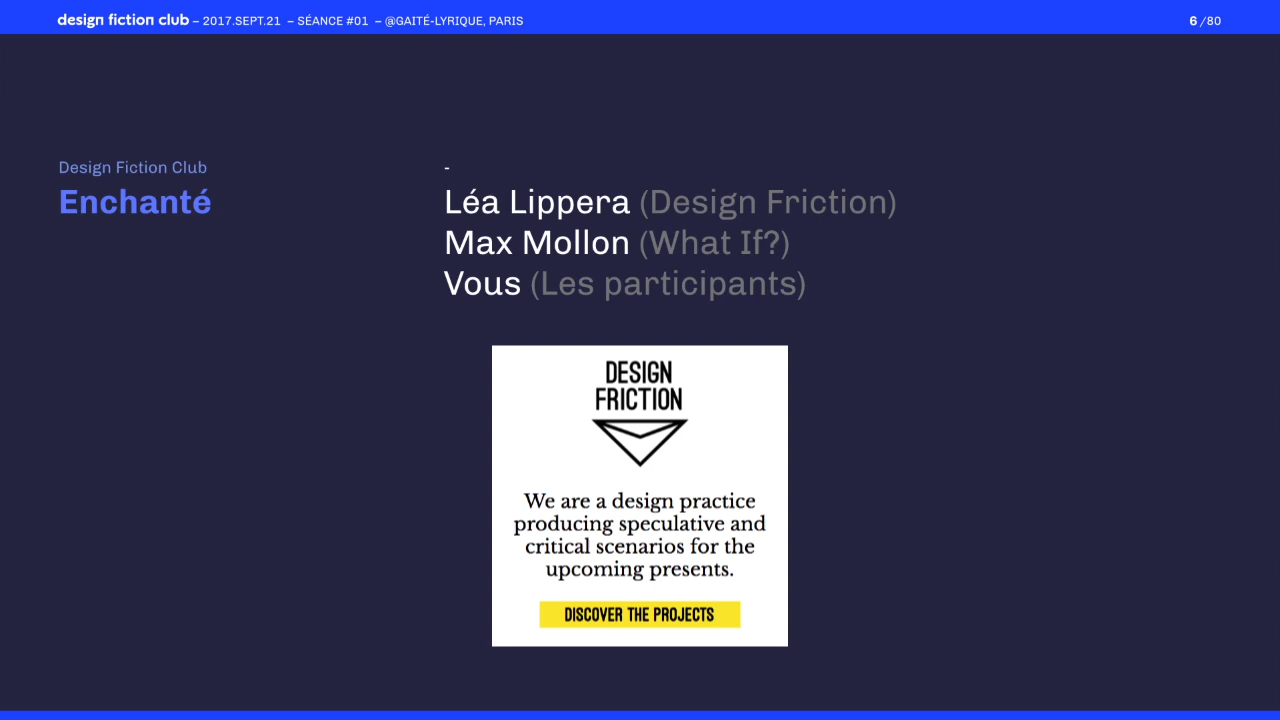 design fiction club – 2017.SEPT.21 – SÉANCE #01 – @GAITÉ-LYRIQUE, PARIS
6 /80
Design Fiction Club
Enchanté
-
Léa Lippera (Design Friction)
Max Mollon (What If?)
Vous (Les participants)
DESIGN
FRICTION
We are a design practice
producing speculative and
critical scenarios for the
upcoming presents.
DISCOVER THE PROJECTS